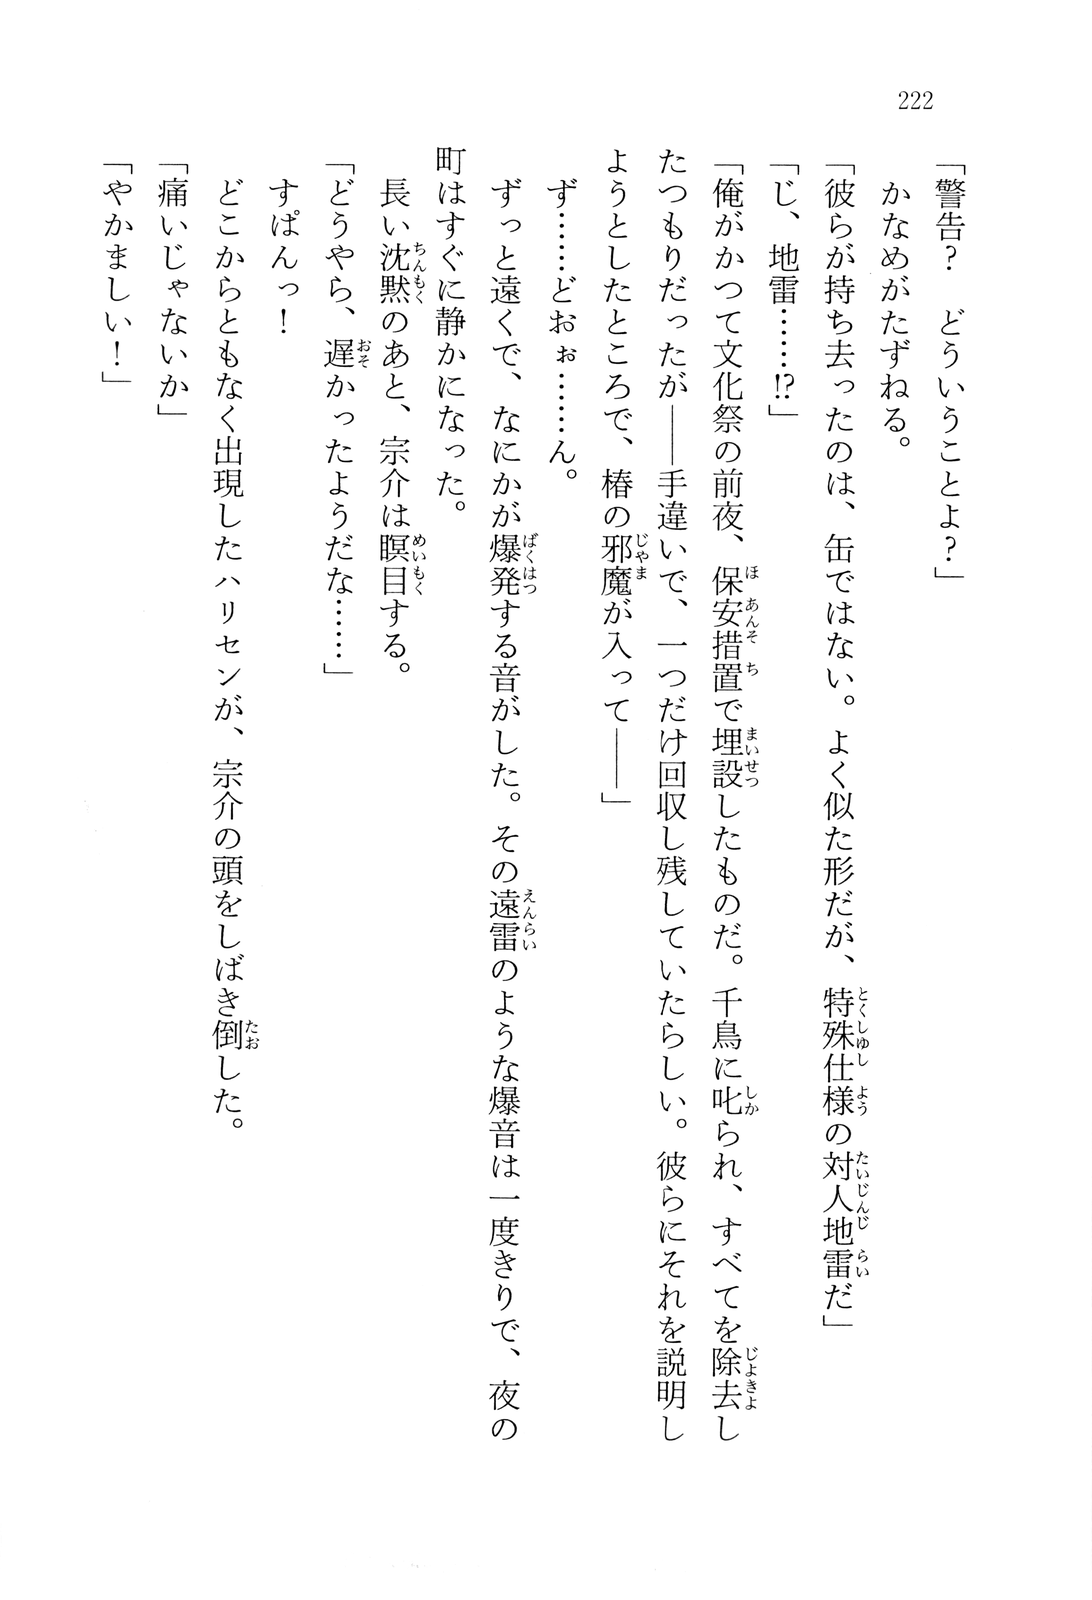 222
「警告？　どういうことよ？」
　かなめがたずねる。
「彼らが持ち去ったのは、缶ではない。よく似た形だが、特殊仕様の対人地雷だ」
「じ、地雷……!?」
「俺がかつて文化祭の前夜、保安措置で埋設したものだ。千鳥に叱られ、すべてを除去し
たつもりだったが――手違いで、一つだけ回収し残していたらしい。彼らにそれを説明し
ようとしたところで、椿の邪魔が入って――」
　ず……どおぉ……ん。
　ずっと遠くで、なにかが爆発する音がした。その遠雷のような爆音は一度きりで、夜の
町はすぐに静かになった。
　長い沈黙のあと、宗介は瞑目する。
「どうやら、遅かったようだな……」
　すぱんっ！
　どこからともなく出現したハリセンが、宗介の頭をしばき倒した。
「痛いじゃないか」
「やかましい！」